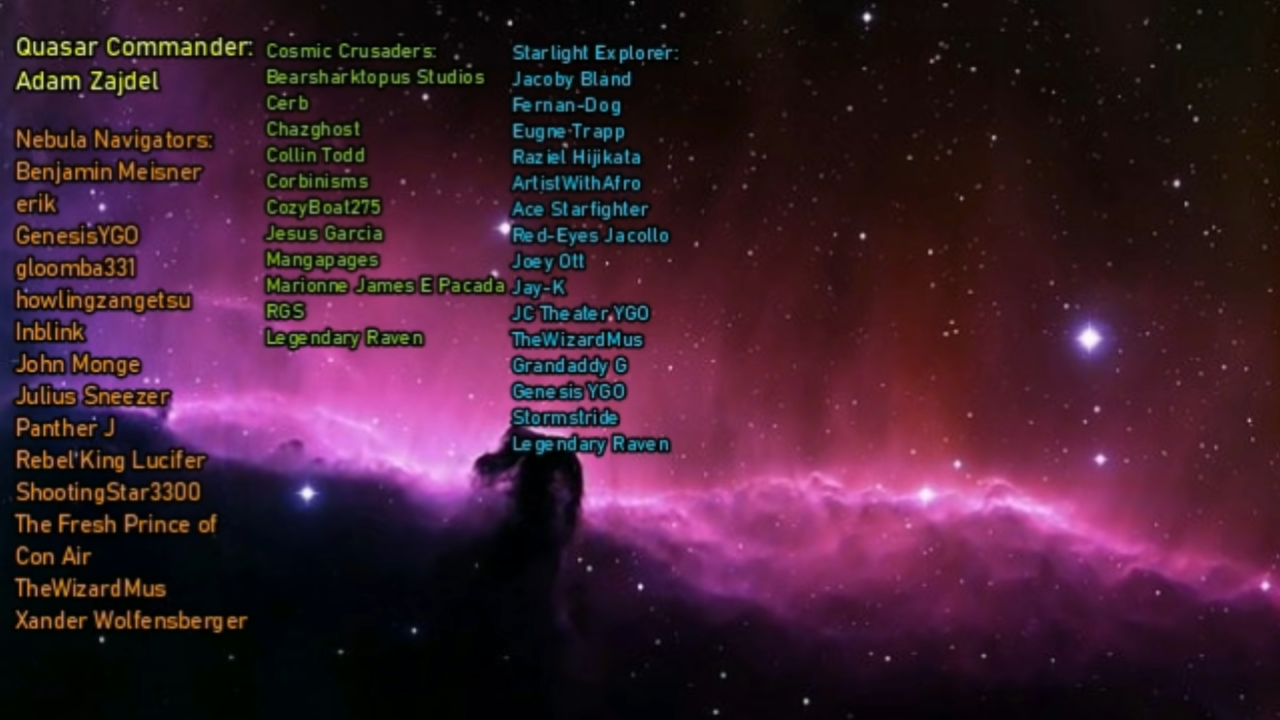 Quasar Commander:
Adam Zajdel
Nebula Navigators:
Benjamin Meisner
erik
GenesisYGO
gloomba331
howlingzangetsu
Inblink
John Monge
Julius Sneezer
Panther J
Rebel King Lucifer
ShootingStar3300
The Fresh Prince of
Con Air
TheWizardMus
Xander Wolfensberger
Cosmic Crusaders:
Bearsharktopus Studios
Cerb
Chazghost
Collin Todd
Corbinisms
CozyBoat275
Jesus Garcia
Mangapages
Marionne James E Pacada
RGS
Legendary Raven
Starlight Explorer:
Jacoby Bland
Fernan-Dog
Eugne Trapp
Raziel Hijikata
ArtistWithAfro
Ace Starfighter
Red-Eyes Jacollo
Joey Ott
Jay-K
JC Theater YGO
TheWizardMus
Grandaddy G
Genesis YGO
Stormstride
Legendary Raven